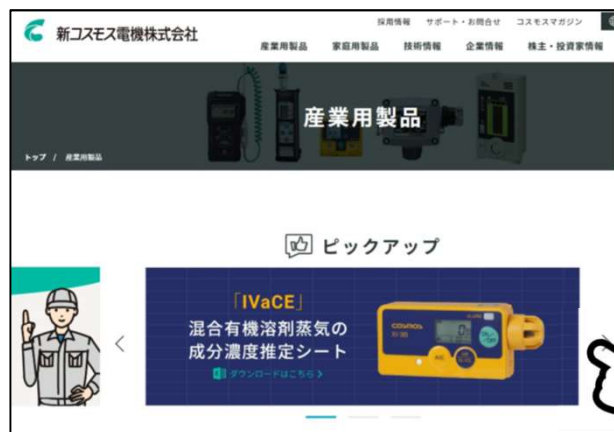 新コスモス電機株式会社
採用情報 サポート・お問合せ コスモスマガジン
産業用製品 家庭用製品 技術情報 企業情報 株主・投資家情報
産業用製品
トップ / 産業用製品
ピックアップ
「IVaCE」
混合有機溶剤蒸気の
成分濃度推定シート
ダウンロードはこちら
COSMOS